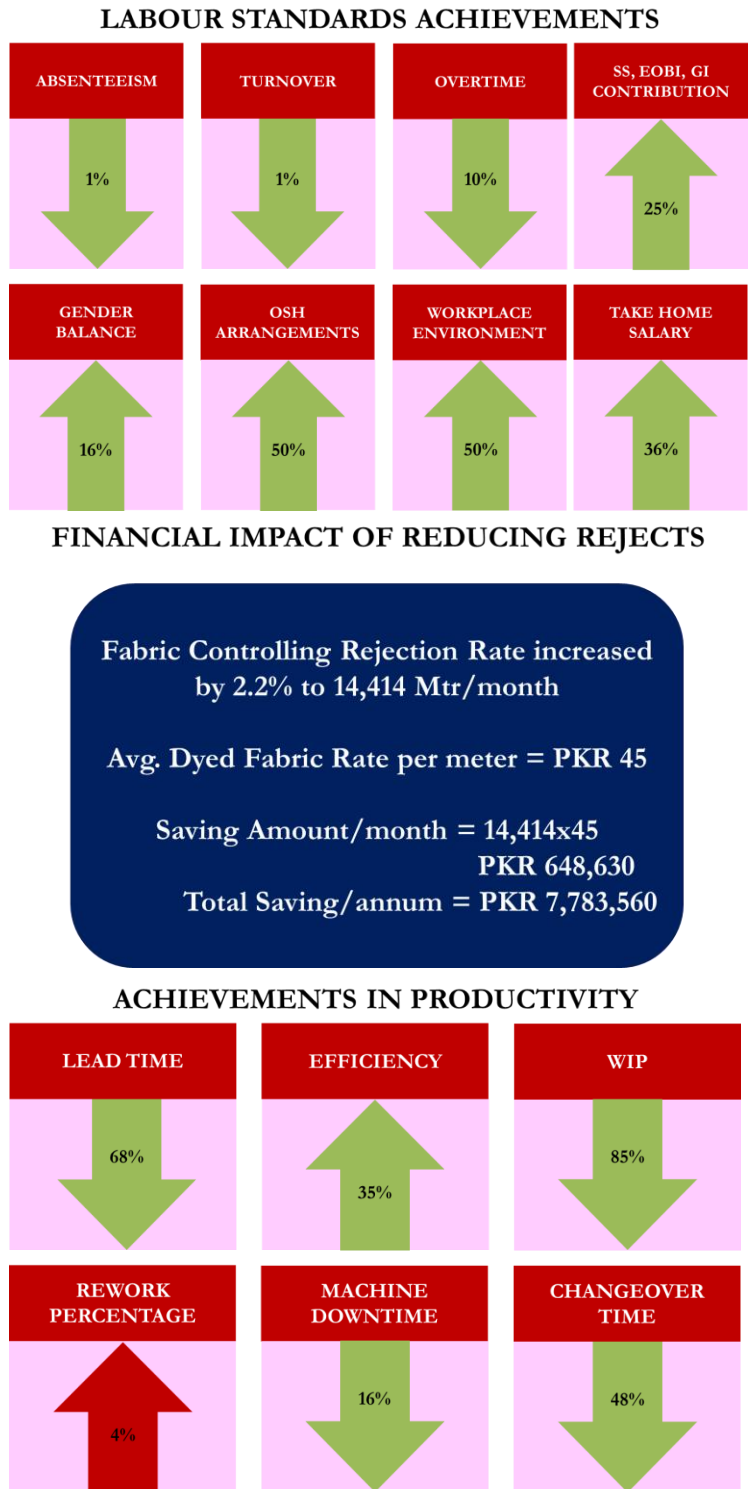 LABOUR STANDARDS ACHIEVEMENTS
ABSENTEEISM
1%
TURNOVER
1%
OVERTIME
10%
SS, EOBI, GI
CONTRIBUTION
25%
GENDER
BALANCE
16%
OSH
ARRANGEMENTS
50%
WORKPLACE
ENVIRONMENT
50%
TAKE HOME
SALARY
36%
FINANCIAL IMPACT OF REDUCING REJECTS
Fabric Controlling Rejection Rate increased
by 2.2% to 14,414 Mtr/month
Avg. Dyed Fabric Rate per meter = PKR 45
Saving Amount/month = 14,414x45
PKR 648,630
Total Saving/annum = PKR 7,783,560
ACHIEVEMENTS IN PRODUCTIVITY
LEAD TIME
68%
EFFICIENCY
35%
WIP
85%
REWORK
PERCENTAGE
4%
MACHINE
DOWNTIME
16%
CHANGEOVER
TIME
48%